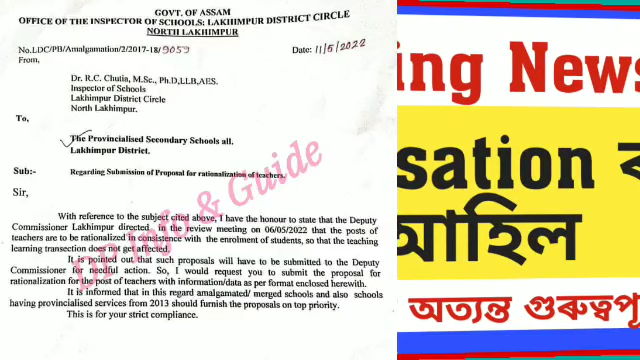 GOVT. OF ASSAM
OFFICE OF THE INSPECTOR OF SCHOOLS: LAKHIMPUR DISTRICT CIRCLE
NORTH LAKHIMPUR
No.LDC/PB/Amalgamation/2/2017-18/9059 Date: 11/5/2022
From,
Dr. R.C. Chutia, M.Sc., Ph.D,LLB,AES.
Inspector of Schools
Lakhimpur District Circle
North Lakhimpur.
To,
The Provincialised Secondary Schools all.
Lakhimpur District.
Sub:- Regarding Submission of Proposal for rationalization of teachers.
Sir,
With reference to the subject cited above, I have the honour to state that the Deputy
Commissioner Lakhimpur directed, in the review meeting on 06/05/2022 that the posts of
teachers are to be rationalized in consistence with the enrolment of students, so that the teaching
learning transection does not get affected.
It is pointed out that such proposals will have to be submitted to the Deputy
Commissioner for needful action. So, I would request you to submit the proposal for
rationalization for the post of teachers with information/data as per format enclosed herewith.
It is informed that in this regard amalgamated/ merged schools and also schools
having provincialised services from 2013 should furnish the proposals on top priority.
This is for your strict compliance.
DP Info & Guide
ing News
sation ৰ
আহিল
অত্যন্ত গুৰুত্বপূ